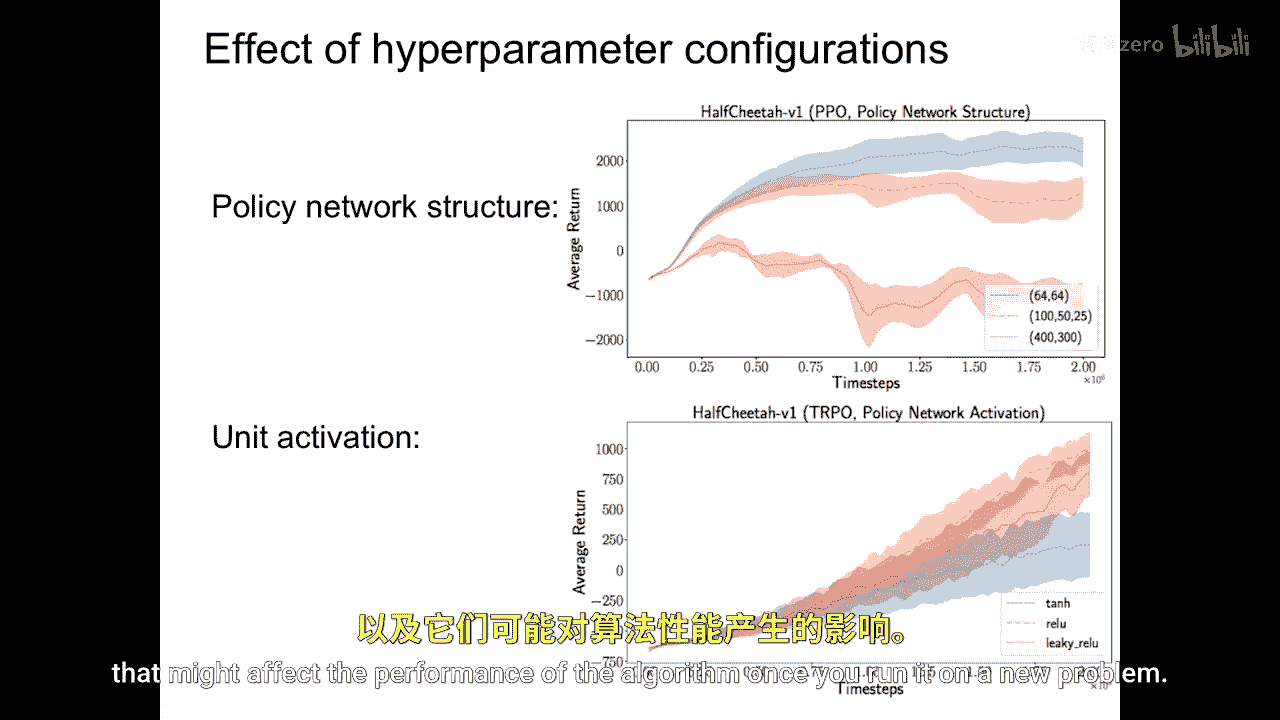 Effect of hyperparameter configurations
zero bilibili
HalfCheetah-v1 (PPO, Policy Network Structure)
Policy network structure:
Average Return
2000
1000
0
−1000
−2000
(64,64)
(100,50,25)
(400,300)
0.00 0.25 0.50 0.75 1.00 1.25 1.50 1.75 2.00
Timesteps
×10⁶
HalfCheetah-v1 (TRPO, Policy Network Activation)
Unit activation:
Average Return
1000
750
500
250
0
−250
tanh
relu
leaky_relu
以及它们可能对算法性能产生的影响。
that might affect the performance of the algorithm once you run it on a new problem.
Timesteps